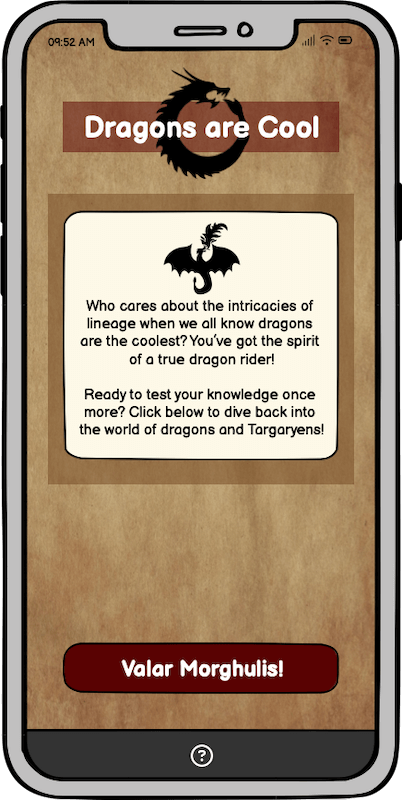 09:52 AM
Dragons are Cool
Who cares about the intricacies of
lineage when we all know dragons
are the coolest? You've got the spirit
of a true dragon rider!
Ready to test your knowledge once
more? Click below to dive back into
the world of dragons and Targaryens!
Valar Morghulis!
?